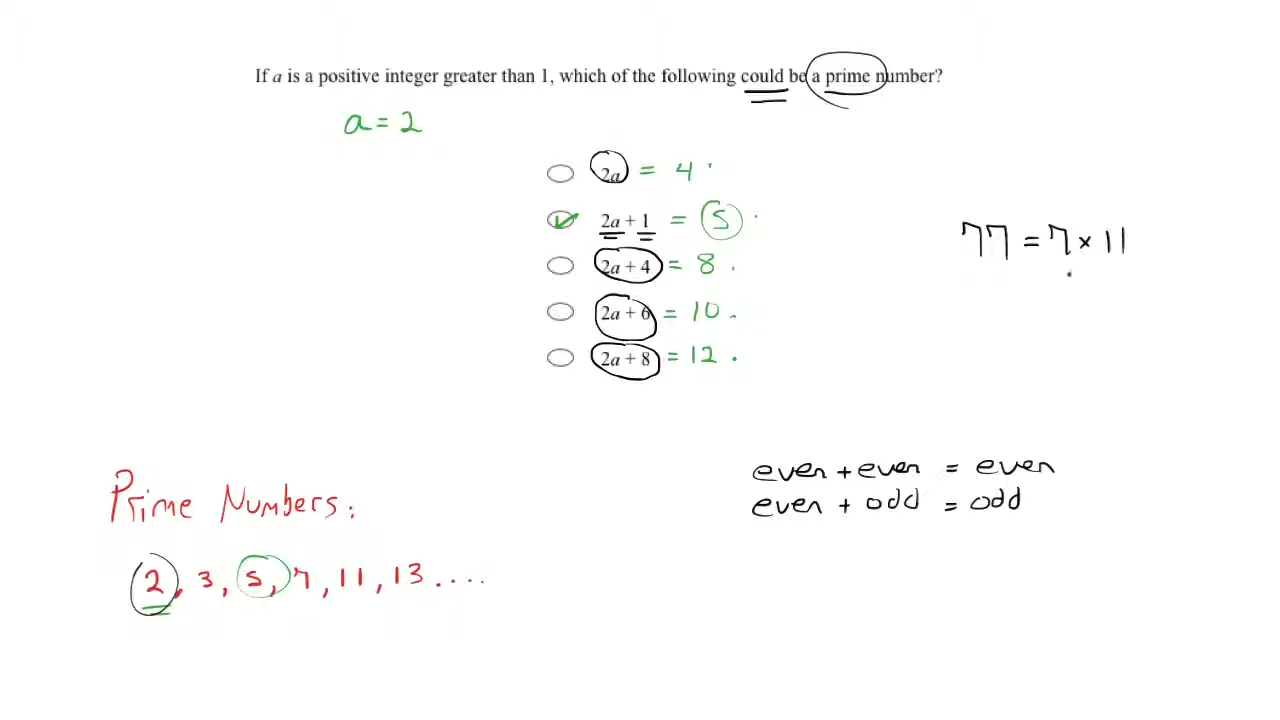 If a is a positive integer greater than 1, which of the following could be a prime number?
a = 2
2a = 4
2a + 1 = 5
77 = 7 × 11
2a + 4 = 8
2a + 6 = 10
2a + 8 = 12
even + even = even
even + odd = odd
Prime Numbers:
2, 3, 5, 7, 11, 13 ....